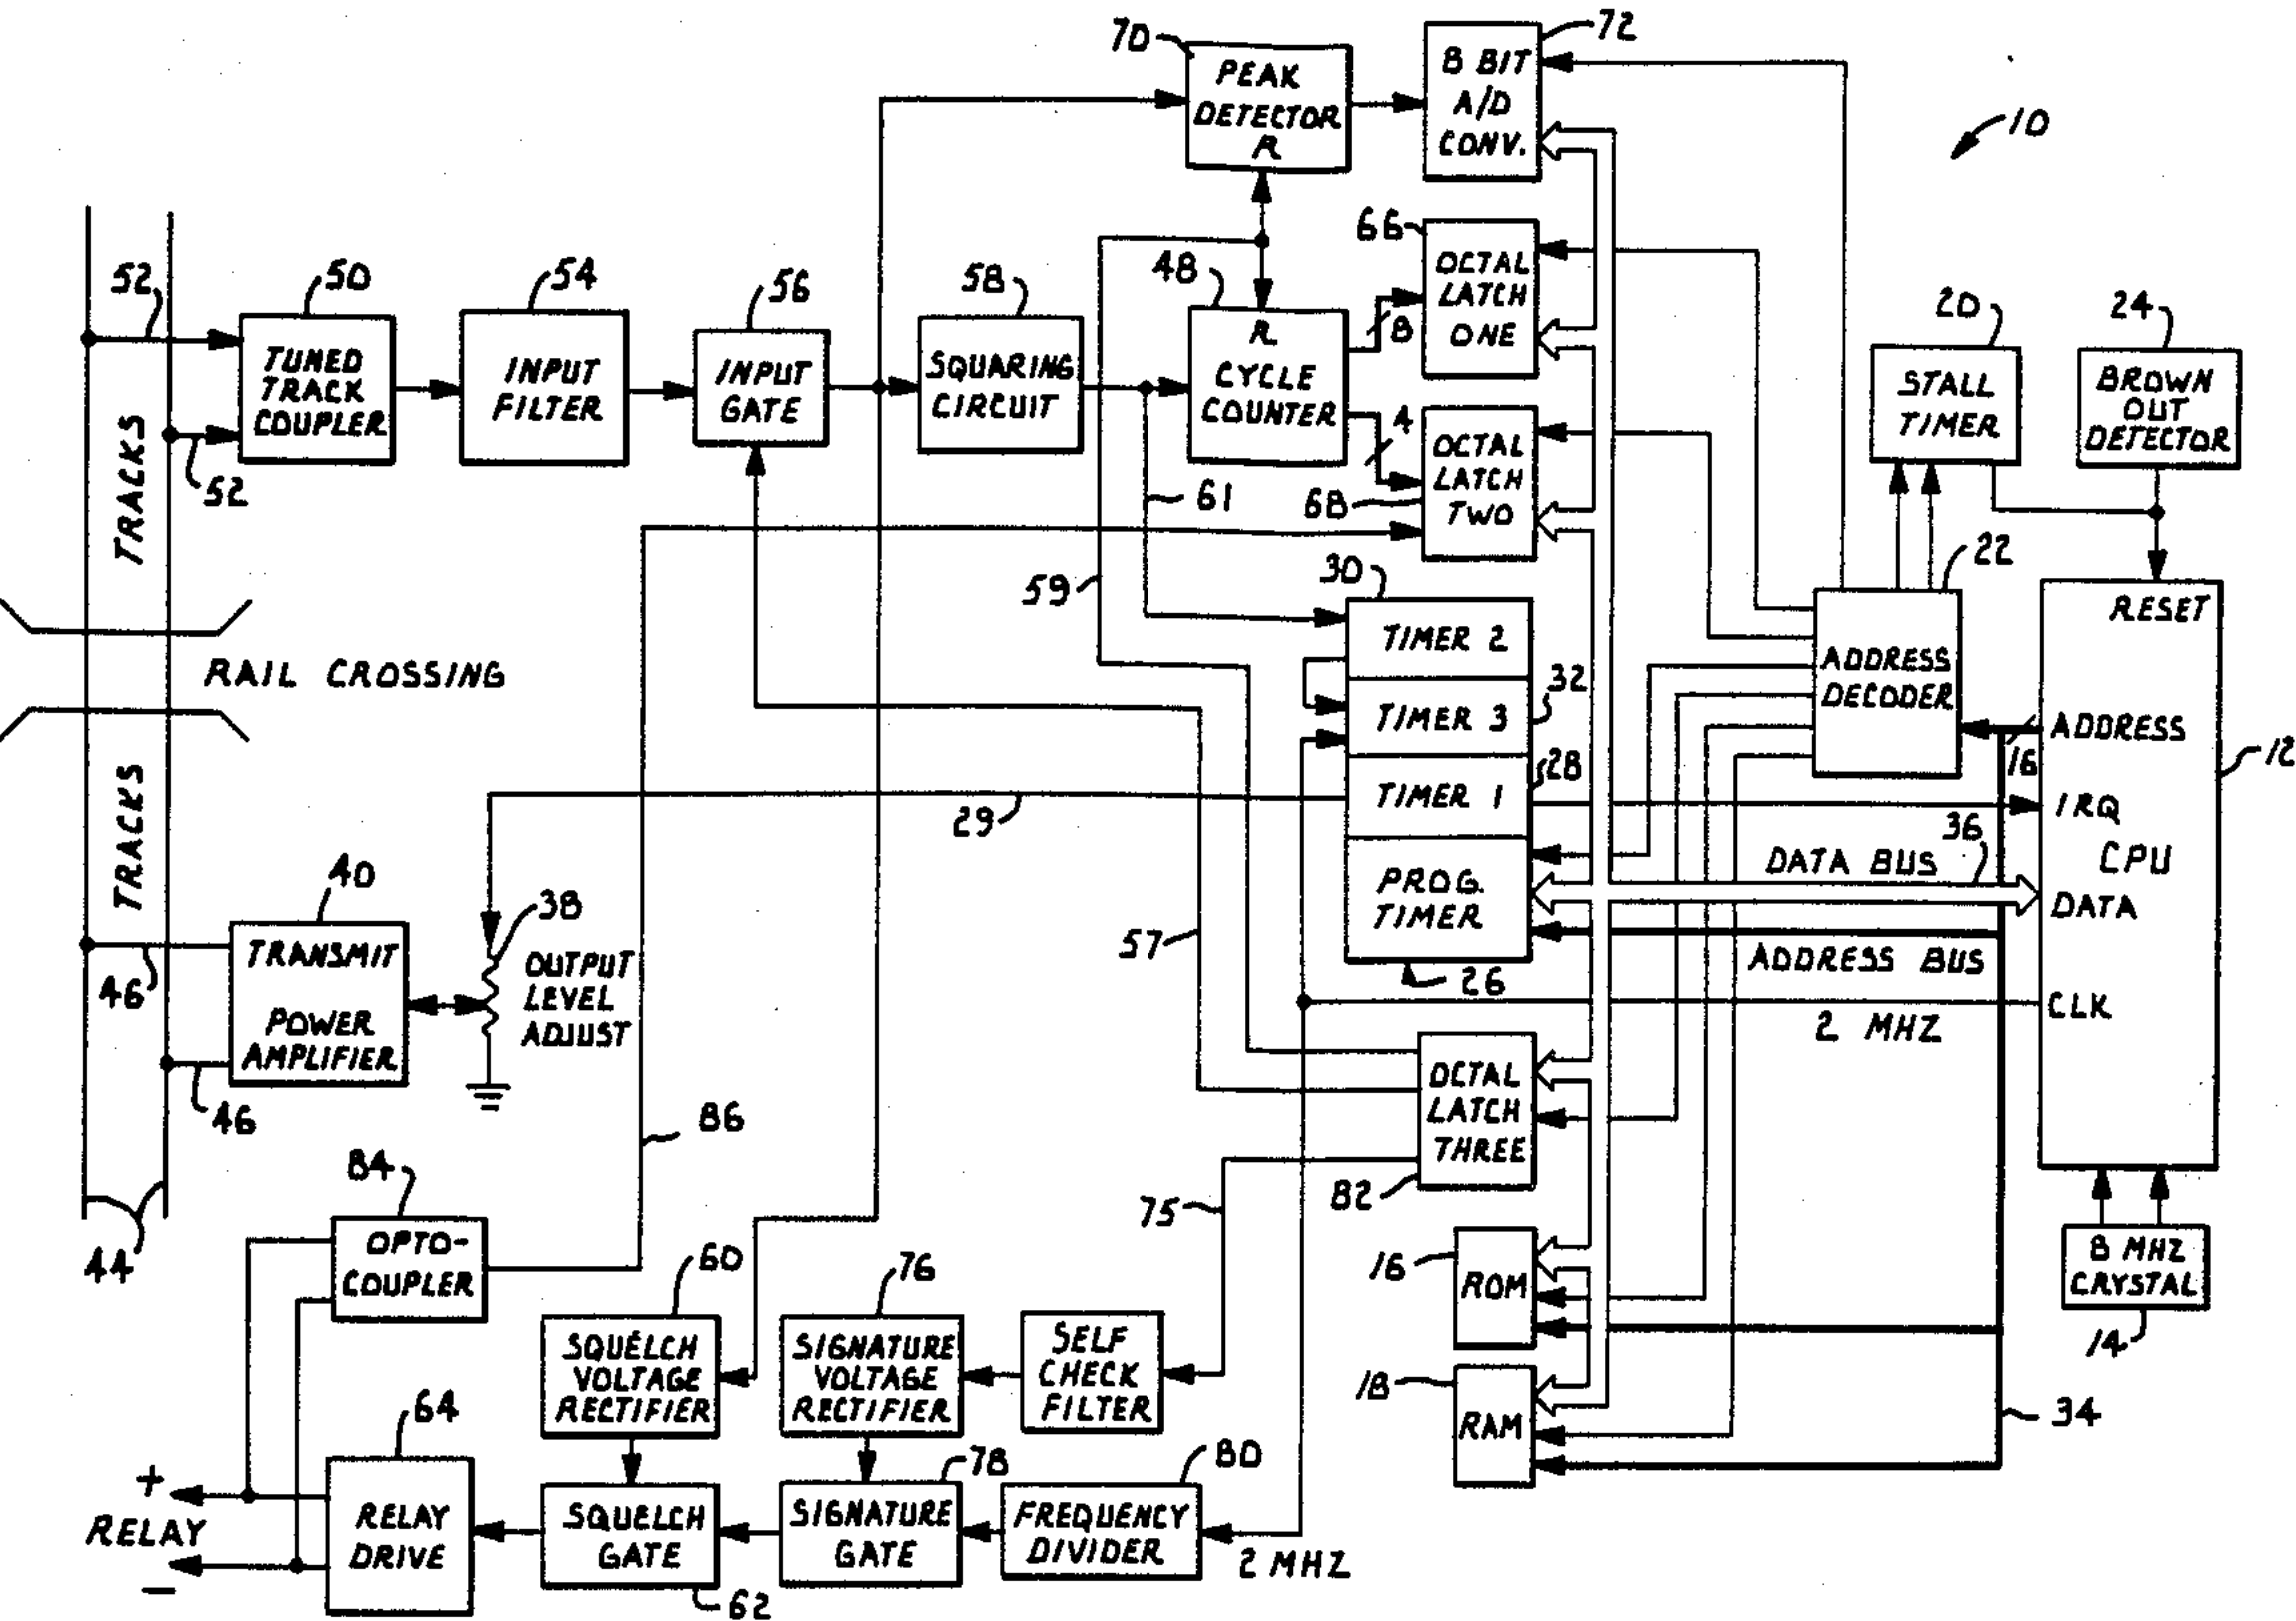 70
PEAK
DETECTOR
R
72
8 BIT
A/D
CONV.
10
52
50
TUNED
TRACK
COUPLER
52
54
INPUT
FILTER
56
INPUT
GATE
58
SQUARING
CIRCUIT
48
R
CYCLE
COUNTER
8
4
66
OCTAL
LATCH
ONE
OCTAL
LATCH
TWO
68
61
59
20
STALL
TIMER
24
BROWN
OUT
DETECTOR
22
ADDRESS
DECODER
TRACKS
RAIL CROSSING
TRACKS
30
TIMER 2
32
TIMER 3
28
TIMER 1
PROG.
TIMER
26
29
57
RESET
ADDRESS
16
12
IRQ
36
CPU
DATA BUS
DATA
ADDRESS BUS
CLK
2 MHZ
40
TRANSMIT
POWER
AMPLIFIER
46
46
38
OUTPUT
LEVEL
ADJUST
86
OCTAL
LATCH
THREE
82
75
44
84
OPTO-
COUPLER
60
SQUELCH
VOLTAGE
RECTIFIER
76
SIGNATURE
VOLTAGE
RECTIFIER
SELF
CHECK
FILTER
16
ROM
18
RAM
8 MHZ
CRYSTAL
14
34
64
+
RELAY
−
RELAY
DRIVE
SQUELCH
GATE
62
78
SIGNATURE
GATE
80
FREQUENCY
DIVIDER
2 MHZ